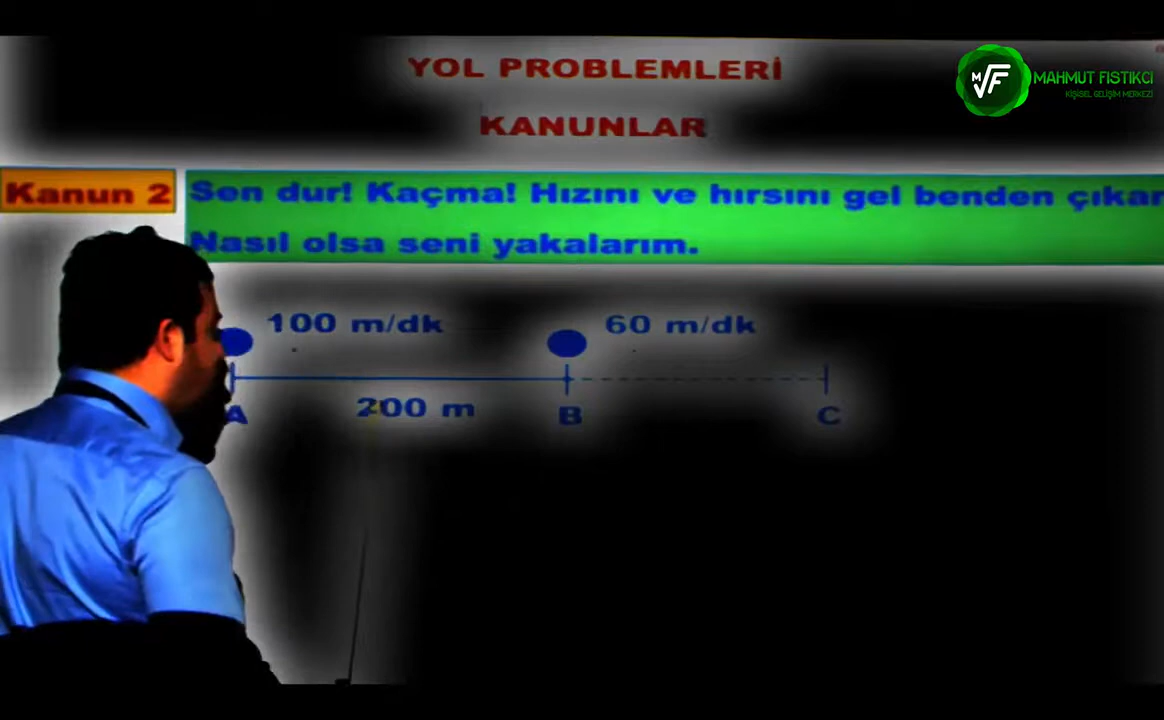 YOL PROBLEMLERİ
MAHMUT FISTIKCI
KİŞİSEL GELİŞİM MERKEZİ
KANUNLAR
Kanun 2 Sen dur! Kaçma! Hızını ve hırsını gel benden çıkar
Nasıl olsa seni yakalarım.
100 m/dk 60 m/dk
A 200 m B C